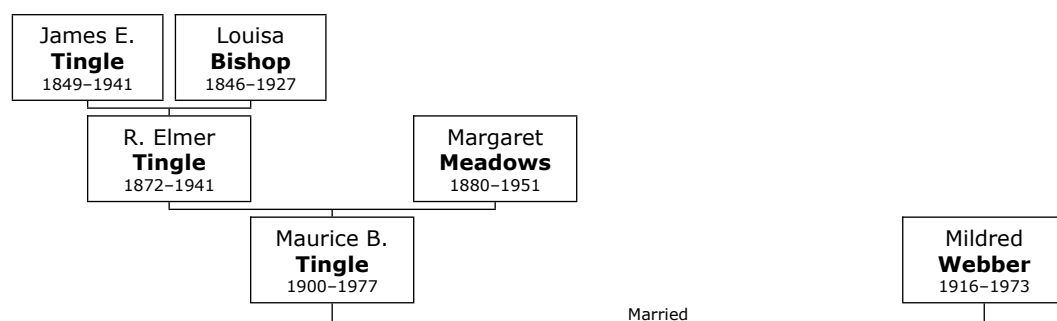 James E.
Tingle
1849–1941
Louisa
Bishop
1846–1927
R. Elmer
Tingle
1872–1941
Margaret
Meadows
1880–1951
Maurice B.
Tingle
1900–1977
Mildred
Webber
1916–1973
Married